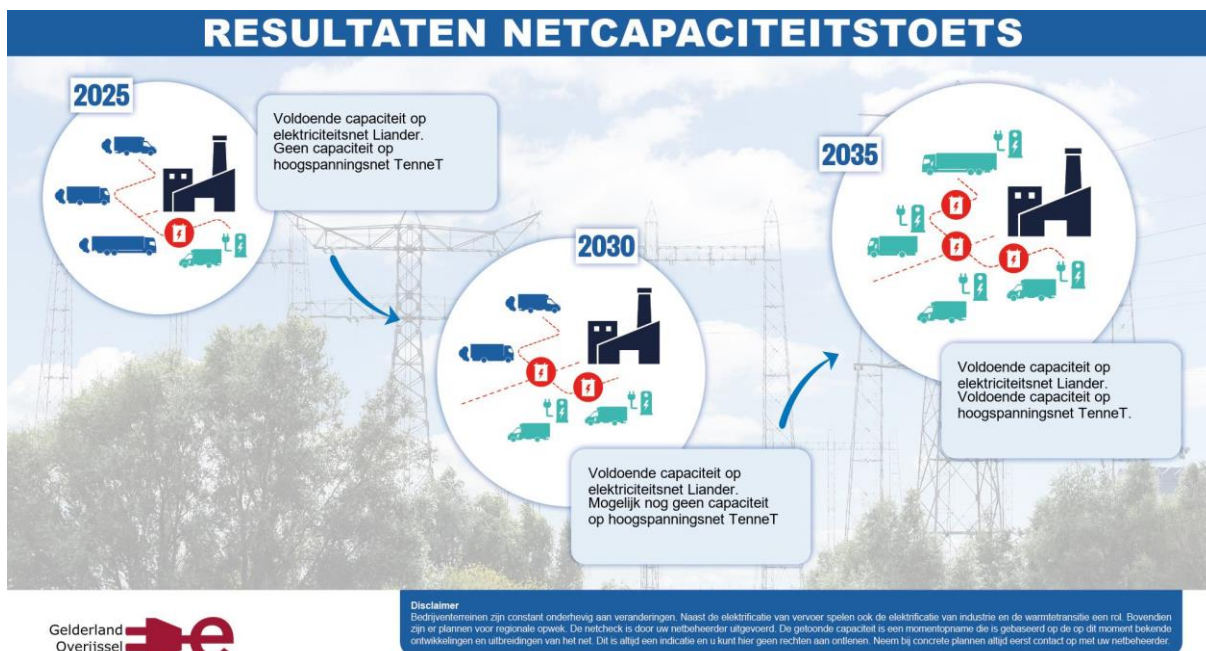 RESULTATEN NETCAPACITEITSTOETS
2025
Voldoende capaciteit op
elektriciteitsnet Liander.
Geen capaciteit op
hoogspanningsnet TenneT
2030
Voldoende capaciteit op
elektriciteitsnet Liander.
Mogelijk nog geen capaciteit
op hoogspanningsnet TenneT
2035
Voldoende capaciteit op
elektriciteitsnet Liander.
Voldoende capaciteit op
hoogspanningsnet TenneT.
Gelderland
Overijssel
e
Disclaimer
Bedrijventerreinen zijn constant onderhevig aan veranderingen. Naast de elektrificatie van vervoer spelen ook de elektrificatie van industrie en de warmtetransitie een rol. Bovendien
zijn er plannen voor regionale opwek. De netcheck is door uw netbeheerder uitgevoerd. De getoonde capaciteit is een momentopname die is gebaseerd op de op dit moment bekende
ontwikkelingen en uitbreidingen van het net. Dit is altijd een indicatie en u kunt hier geen rechten aan ontlenen. Neem bij concrete plannen altijd eerst contact op met uw netbeheerder.